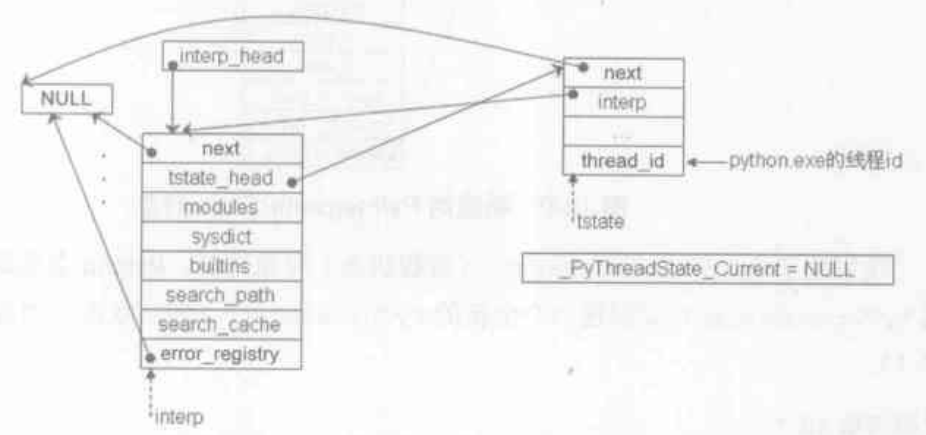 interp_head
NULL
next
tstate_head
modules
sysdict
builtins
search_path
search_cache
error_registry
interp
next
interp
...
thread_id
python.exe的线程id
tstate
_PyThreadState_Current = NULL